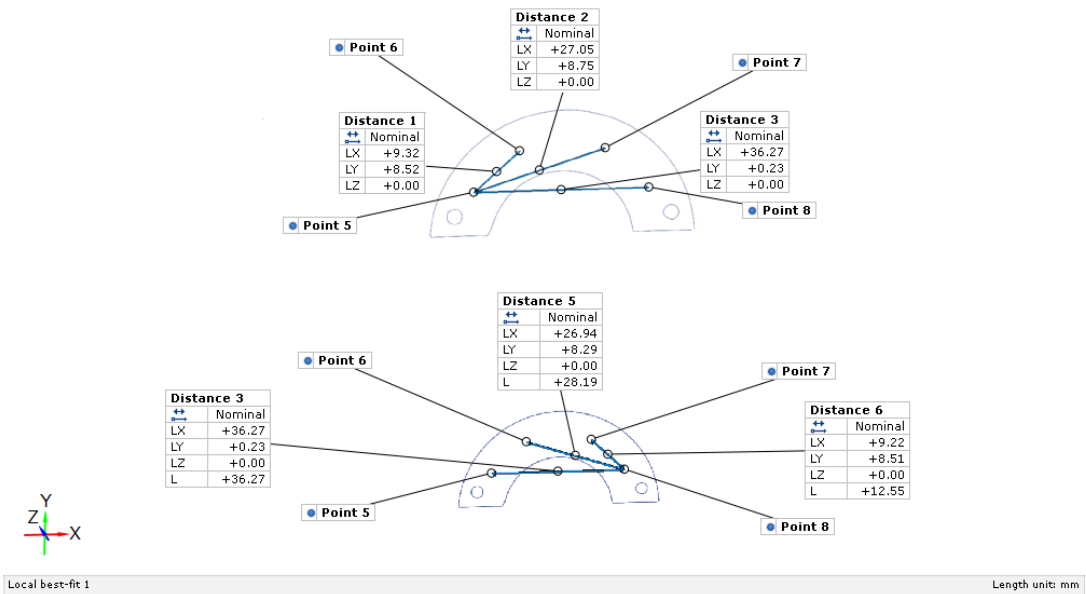 Distance 2
Nominal
LX +27.05
LY +8.75
LZ +0.00
Point 6
Point 7
Distance 1
Nominal
LX +9.32
LY +8.52
LZ +0.00
Distance 3
Nominal
LX +36.27
LY +0.23
LZ +0.00
Point 5
Point 8
Distance 5
Nominal
LX +26.94
LY +8.29
LZ +0.00
L +28.19
Point 6
Point 7
Distance 3
Nominal
LX +36.27
LY +0.23
LZ +0.00
L +36.27
Distance 6
Nominal
LX +9.22
LY +8.51
LZ +0.00
L +12.55
Point 5
Point 8
Y
Z
X
Local best-fit 1
Length unit: mm